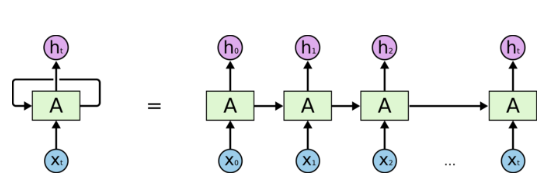 hₜ h₀ h₁ h₂ hₜ
A = A A A A
xₜ x₀ x₁ x₂ ... xₜ